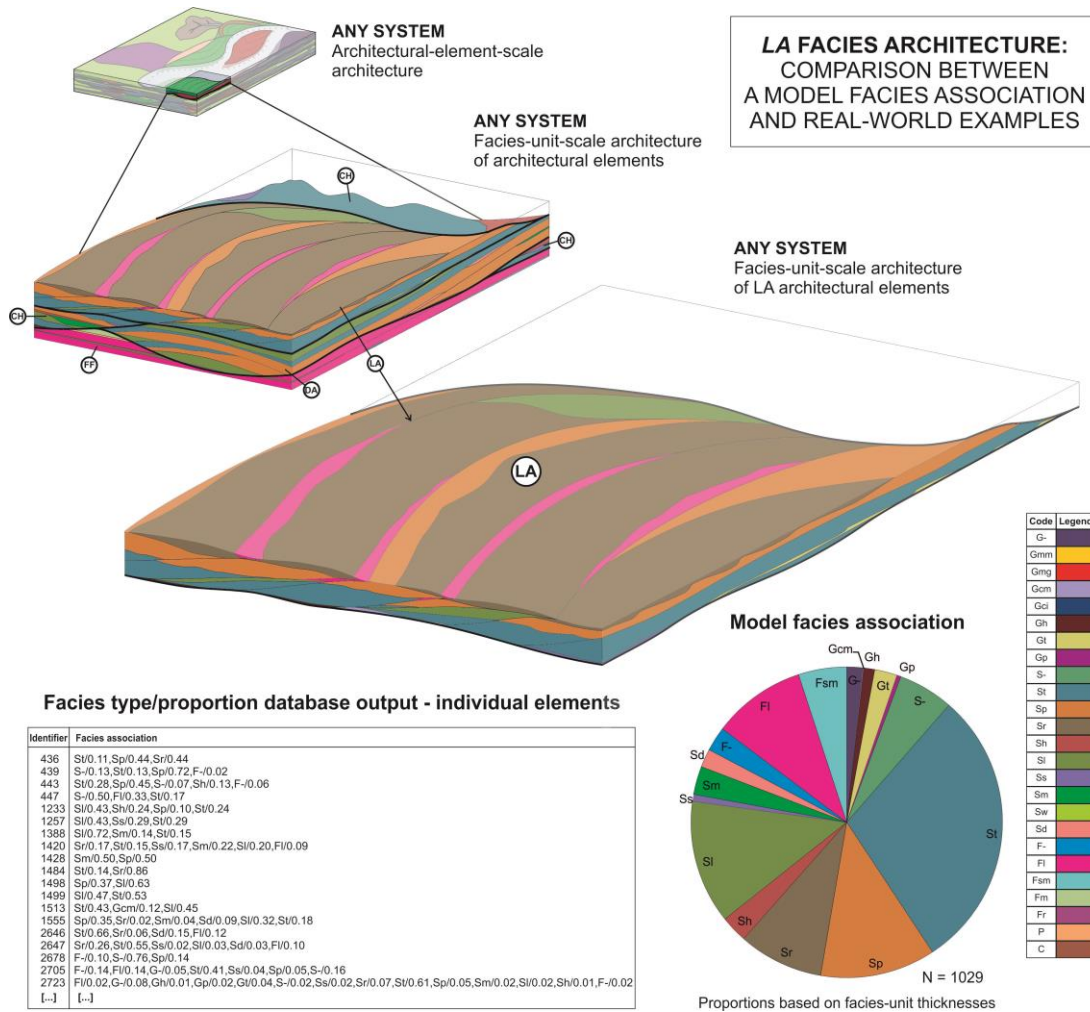 ANY SYSTEM
Architectural-element-scale
architecture
LA FACIES ARCHITECTURE:
COMPARISON BETWEEN
A MODEL FACIES ASSOCIATION
AND REAL-WORLD EXAMPLES
ANY SYSTEM
Facies-unit-scale architecture
of architectural elements
CH
CH
CH
FF
DA
LA
ANY SYSTEM
Facies-unit-scale architecture
of LA architectural elements
LA
Code Legend
G-
Gmm
Gmg
Gcm
Gci
Gh
Gt
Gp
S-
St
Sp
Sr
Sh
Sl
Ss
Sm
Sw
Sd
F-
Fl
Fsm
Fm
Fr
P
C
Model facies association
Gcm
Gh
Gp
Fsm
G-
Gt
S-
Fl
F-
Sd
Sm
Ss
St
Sl
Sh
Sr
Sp
N = 1029
Proportions based on facies-unit thicknesses
Facies type/proportion database output - individual elements
Identifier Facies association
436 St/0.11,Sp/0.44,Sr/0.44
439 S-/0.13,St/0.13,Sp/0.72,F-/0.02
443 St/0.28,Sp/0.45,S-/0.07,Sh/0.13,F-/0.06
447 S-/0.50,Fl/0.33,St/0.17
1233 Sl/0.43,Sh/0.24,Sp/0.10,St/0.24
1257 Sl/0.43,Ss/0.29,St/0.29
1388 Sl/0.72,Sm/0.14,St/0.15
1420 Sr/0.17,St/0.15,Ss/0.17,Sm/0.22,Sl/0.20,Fl/0.09
1428 Sm/0.50,Sp/0.50
1484 St/0.14,Sr/0.86
1498 Sp/0.37,Sl/0.63
1499 Sl/0.47,St/0.53
1513 St/0.43,Gcm/0.12,Sl/0.45
1555 Sp/0.35,Sr/0.02,Sm/0.04,Sd/0.09,Sl/0.32,St/0.18
2646 St/0.66,Sr/0.06,Sd/0.15,Fl/0.12
2647 Sr/0.26,St/0.55,Ss/0.02,Sl/0.03,Sd/0.03,Fl/0.10
2678 F-/0.10,S-/0.76,Sp/0.14
2705 F-/0.14,Fl/0.14,G-/0.05,St/0.41,Ss/0.04,Sp/0.05,S-/0.16
2723 Fl/0.02,G-/0.08,Gh/0.01,Gp/0.02,Gt/0.04,S-/0.02,Ss/0.02,Sr/0.07,St/0.61,Sp/0.05,Sm/0.02,Sl/0.02,Sh/0.01,F-/0.02
[...] [...]